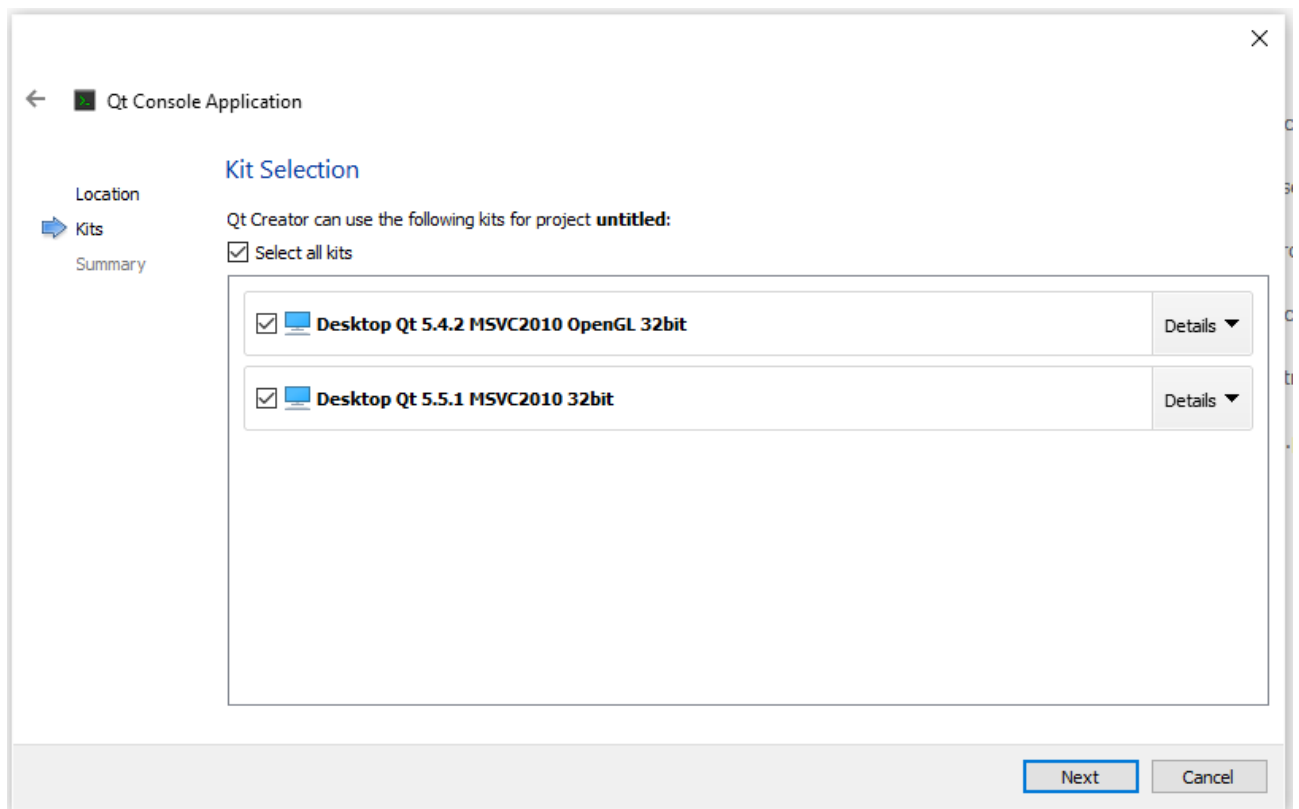 Qt Console Application
Location
Kits
Summary
Kit Selection
Qt Creator can use the following kits for project untitled:
Select all kits
Desktop Qt 5.4.2 MSVC2010 OpenGL 32bit
Details
Desktop Qt 5.5.1 MSVC2010 32bit
Details
Next
Cancel